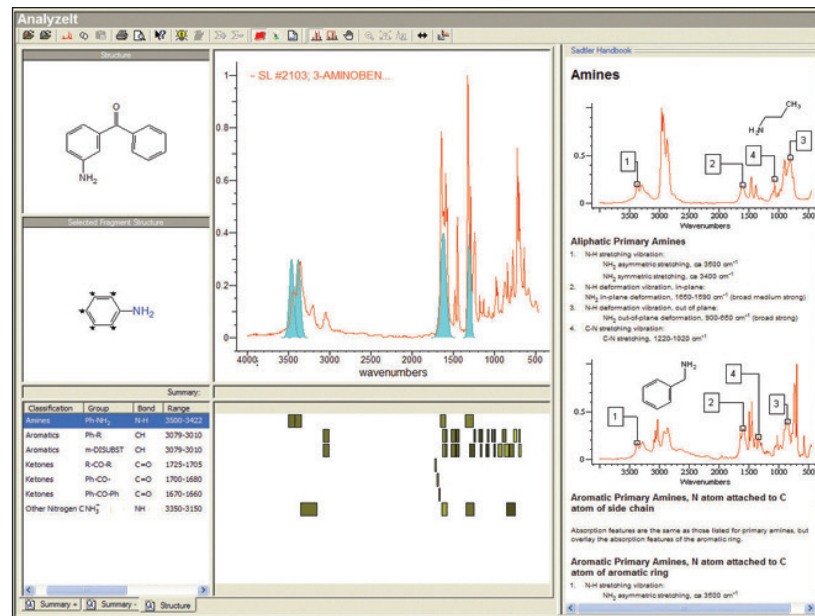 AnalyzeIt
Structure
O
NH₂
Selected Fragment Structure
NH₂
– SL #2103; 3-AMINOBEN...
1
0.8
0.6
0.4
0.2
0
4000 3500 3000 2500 2000 1500 1000 500
wavenumbers
Summary:
Classification Group Bond Range
Amines Ph-NH₂ N-H 3500-3422
Aromatics Ph-R CH 3079-3010
Aromatics m-DISUBST CH 3079-3010
Ketones R-CO-R C=O 1725-1705
Ketones Ph-CO- C=O 1700-1680
Ketones Ph-CO-Ph C=O 1670-1660
Other Nitrogen C NH₃⁺ NH 3350-3150
Summary + Summary - Structure
Sadtler Handbook
Amines
CH₃
H₂N
1 2 4 3
0.5
0
3500 3000 2500 2000 1500 1000 500
Wavenumbers
Aliphatic Primary Amines
1. N-H stretching vibration:
NH₂ asymmetric stretching, ca 3500 cm⁻¹
NH₂ symmetric stretching, ca 3400 cm⁻¹
2. N-H deformation vibration, in-plane:
NH₂ in-plane deformation, 1650-1590 cm⁻¹ (broad medium strong)
3. N-H deformation vibration, out of plane:
NH₂ out-of-plane deformation, 900-650 cm⁻¹ (broad strong)
4. C-N stretching vibration:
C-N stretching, 1220-1020 cm⁻¹
NH₂
1 2 4 3
0.5
0
3500 3000 2500 2000 1500 1000 500
Wavenumbers
Aromatic Primary Amines, N atom attached to C
atom of side chain
Absorption features are the same as those listed for primary amines, but
overlay the absorption features of the aromatic ring.
Aromatic Primary Amines, N atom attached to C
atom of aromatic ring
1. N-H stretching vibration:
NH₂ asymmetric stretching, ca 3500 cm⁻¹